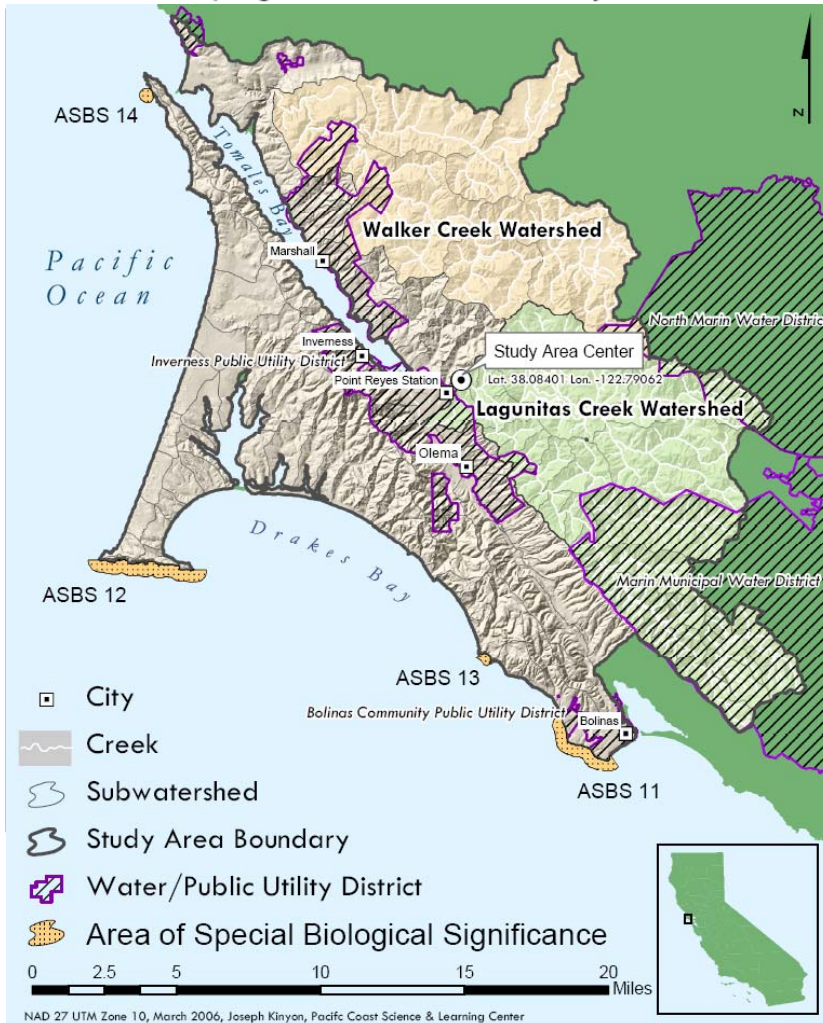 ASBS 14
Tomales Bay
Walker Creek Watershed
Pacific
Ocean
Marshall
North Marin Water District
Inverness
Study Area Center
Inverness Public Utility District
Point Reyes Station
Lat. 38.08401 Lon. -122.79062
Lagunitas Creek Watershed
Olema
Drakes Bay
ASBS 12
Marin Municipal Water District
ASBS 13
Bolinas Community Public Utility District
Bolinas
ASBS 11
N
City
Creek
Subwatershed
Study Area Boundary
Water/Public Utility District
Area of Special Biological Significance
0 2.5 5 10 15 20
Miles
NAD 27 UTM Zone 10, March 2006, Joseph Kinyon, Pacifc Coast Science & Learning Center